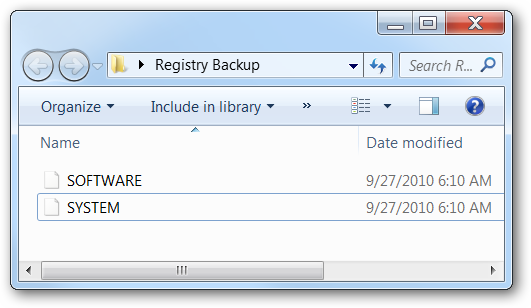 Registry Backup
Search R...
Organize Include in library »
Name Date modified
SOFTWARE 9/27/2010 6:10 AM
SYSTEM 9/27/2010 6:10 AM